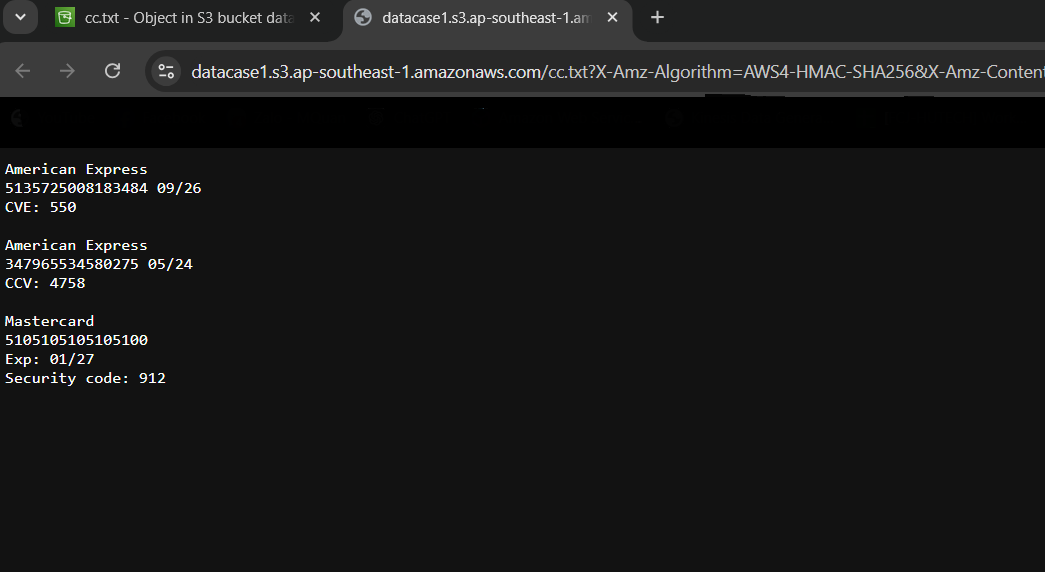 cc.txt - Object in S3 bucket data
datacase1.s3.ap-southeast-1.am
datacase1.s3.ap-southeast-1.amazonaws.com/cc.txt?X-Amz-Algorithm=AWS4-HMAC-SHA256&X-Amz-Content
American Express
5135725008183484 09/26
CVE: 550
American Express
347965534580275 05/24
CCV: 4758
Mastercard
5105105105105100
Exp: 01/27
Security code: 912